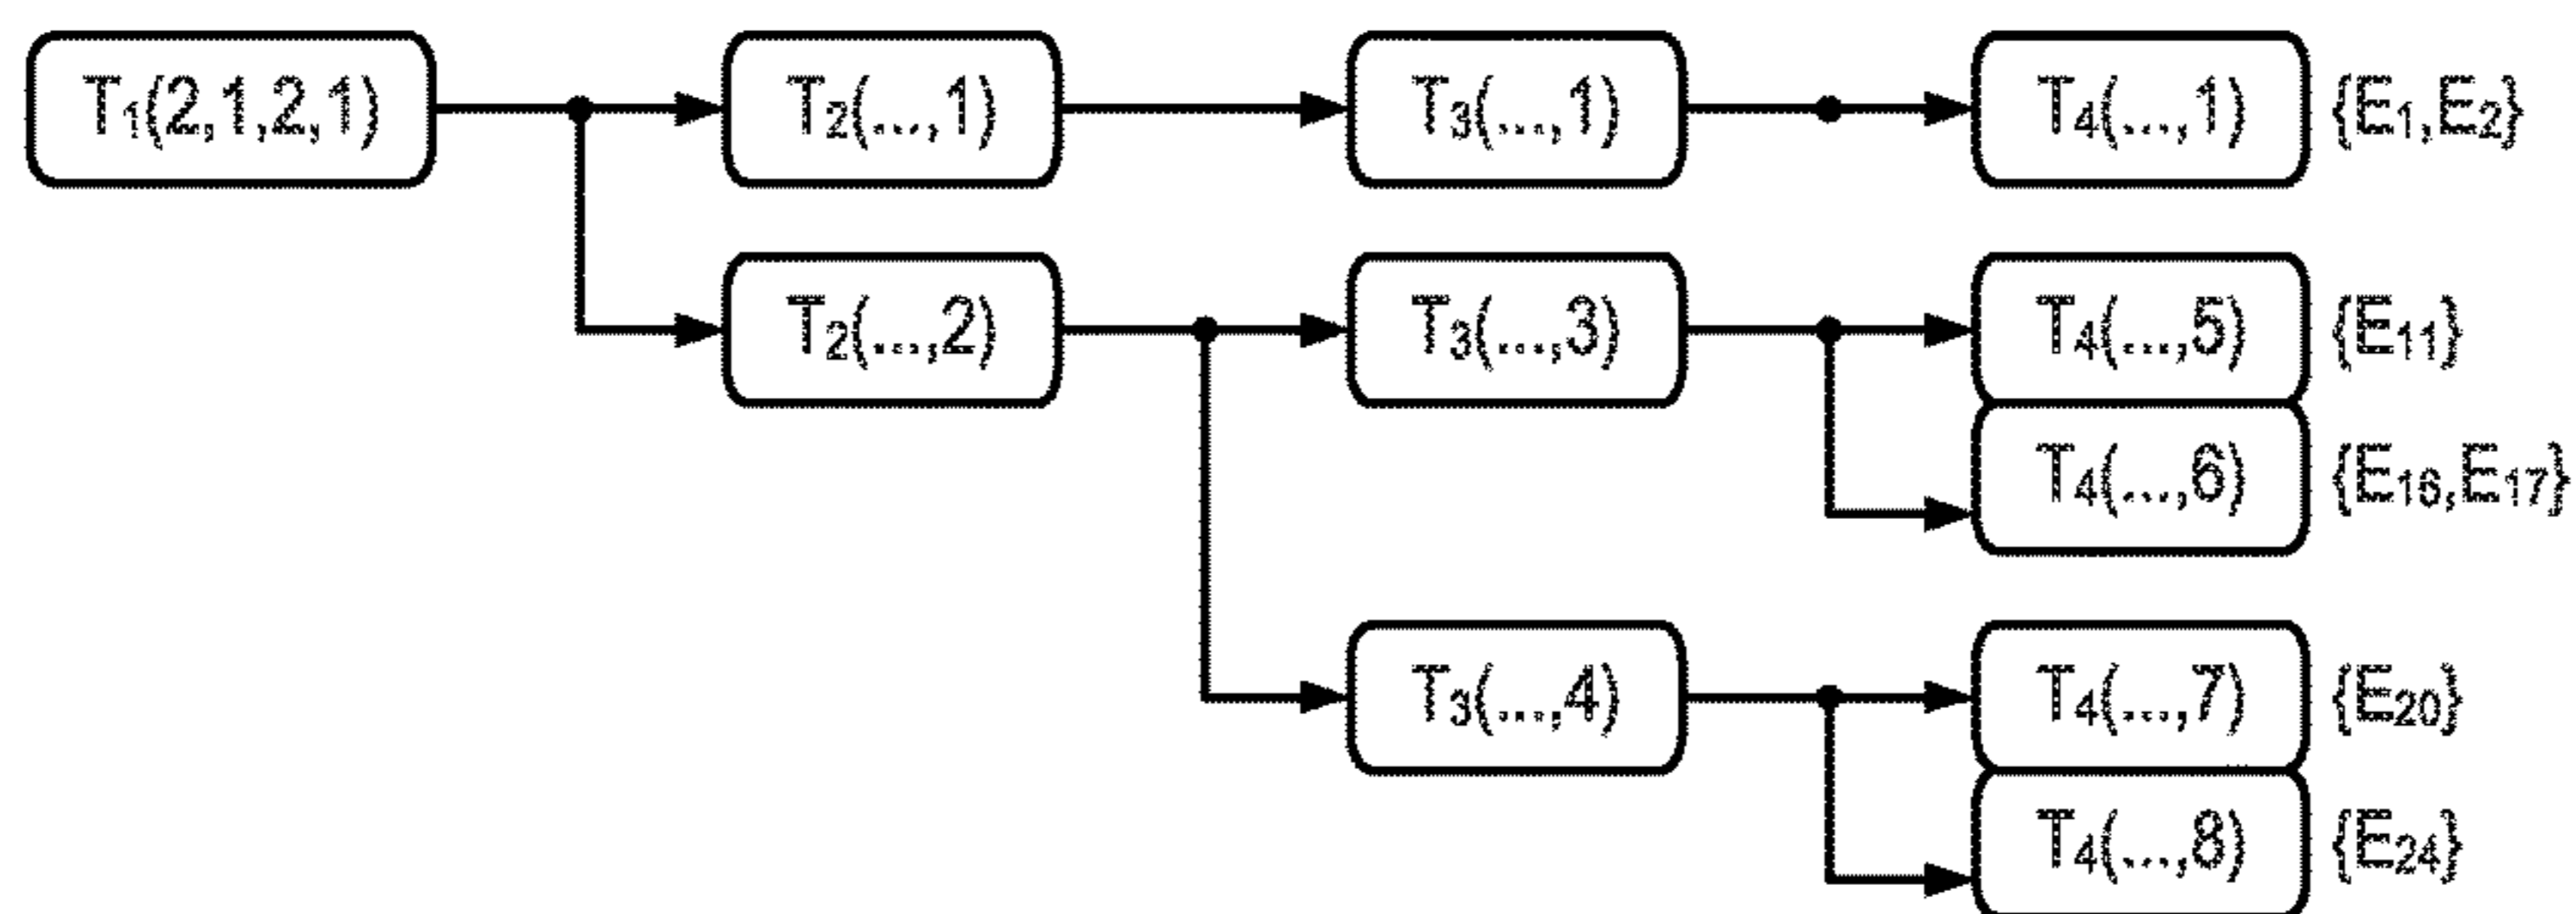 T₁(2,1,2,1) T₂(...,1) T₃(...,1) T₄(...,1) {E₁,E₂}
T₂(...,2) T₃(...,3) T₄(...,5) {E₁₁}
T₄(...,6) {E₁₆,E₁₇}
T₃(...,4) T₄(...,7) {E₂₀}
T₄(...,8) {E₂₄}